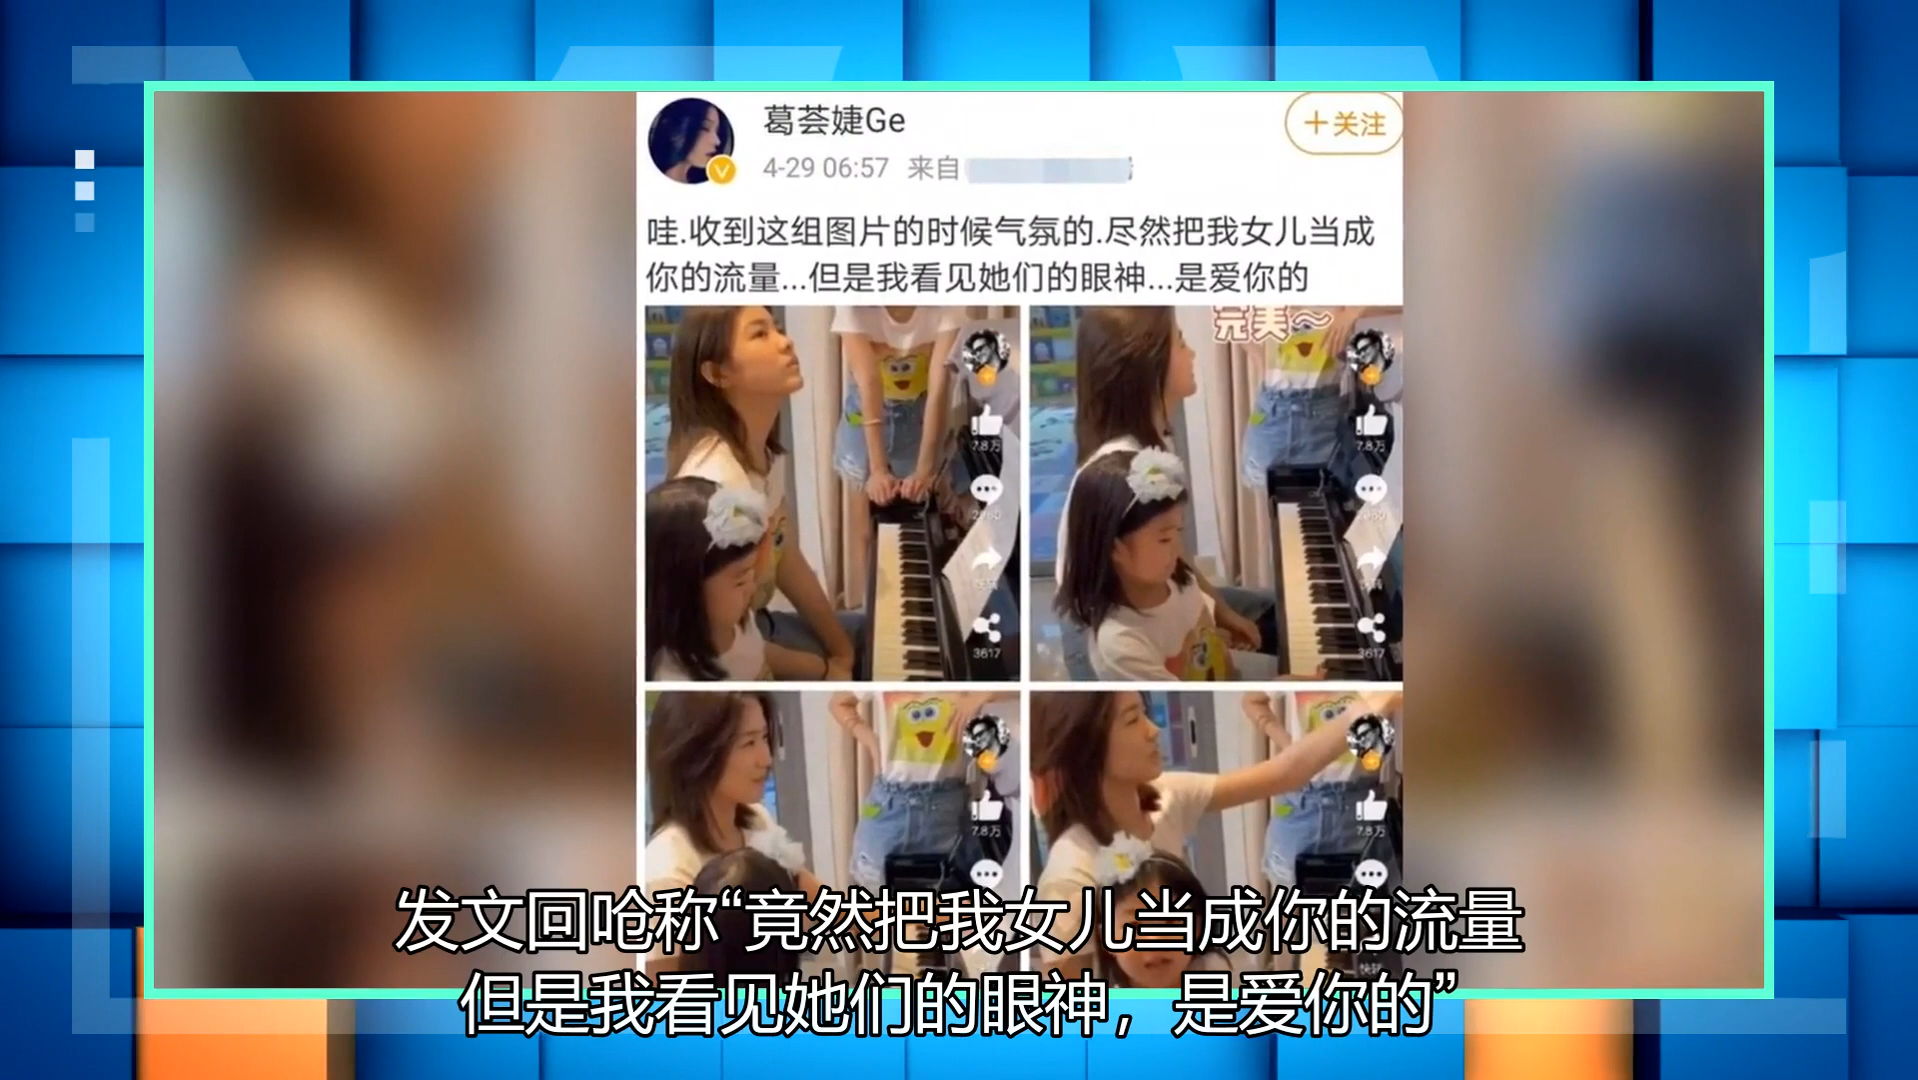 葛荟婕Ge
+关注
4-29 06:57 来自
哇.收到这组图片的时候气氛的.尽然把我女儿当成
你的流量...但是我看见她们的眼神...是爱你的
完美~
7.8万
7.8万
3617
3617
7.8万
7.8万
发文回呛称“竟然把我女儿当成你的流量
但是我看见她们的眼神，是爱你的”